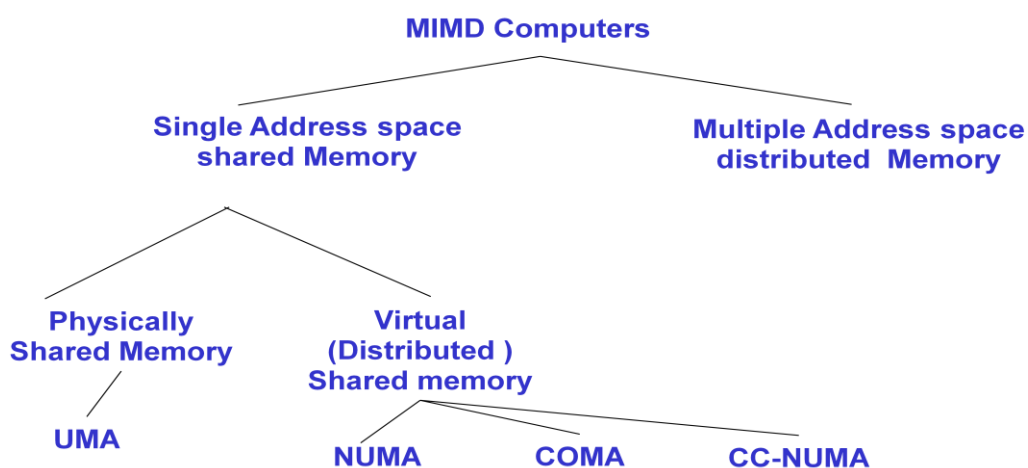 MIMD Computers
Single Address space
shared Memory
Multiple Address space
distributed Memory
Physically
Shared Memory
Virtual
(Distributed )
Shared memory
UMA
NUMA
COMA
CC-NUMA